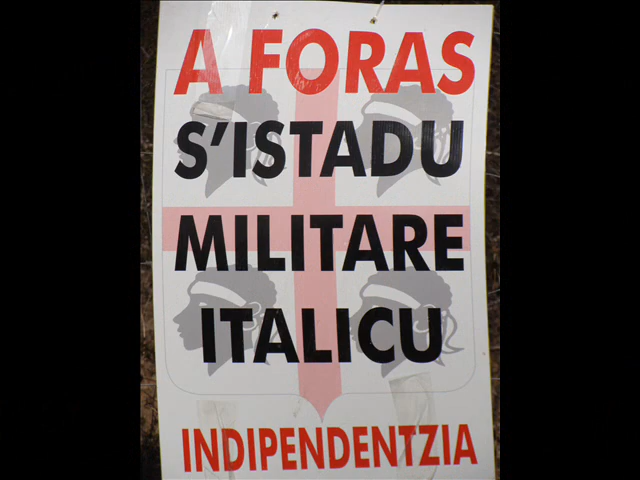 A FORAS
S'ISTADU
MILITARE
ITALICU
INDIPENDENTZIA